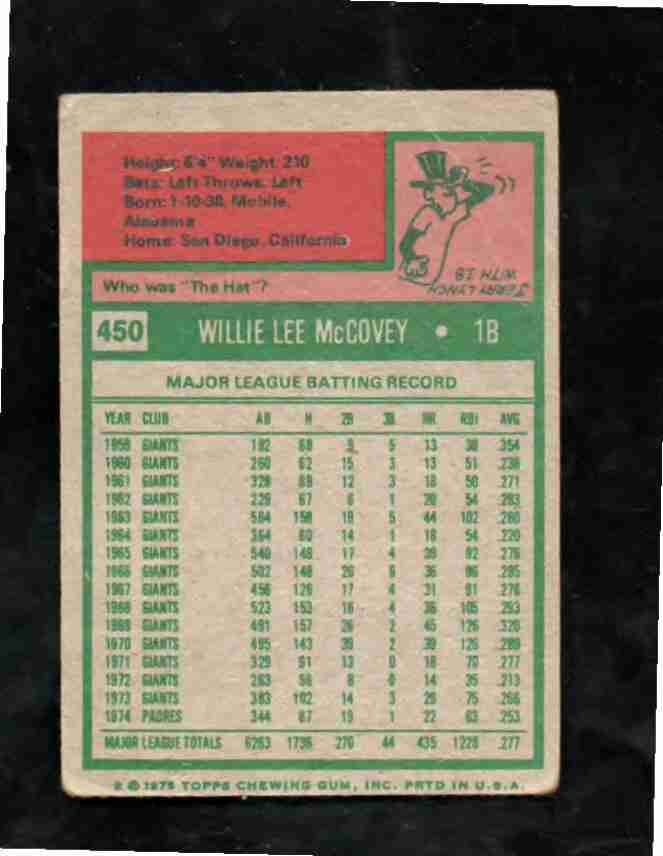 Height: 6'4" Weight: 210
Bats: Left Throws: Left
Born: 1-10-38, Mobile,
Alabama
Home: San Diego, California
Who was "The Hat"?
TERRY LYNCH
WITH 18
450 WILLIE LEE McCOVEY • 1B
MAJOR LEAGUE BATTING RECORD
YEAR CLUB AB H 2B 3B HR RBI AVG
1959 GIANTS 192 68 9 5 13 38 .354
1960 GIANTS 260 62 15 3 13 51 .238
1961 GIANTS 328 89 12 3 18 50 .271
1962 GIANTS 229 67 6 1 20 54 .293
1963 GIANTS 564 158 19 5 44 102 .280
1964 GIANTS 364 80 14 1 18 54 .220
1965 GIANTS 540 149 17 4 39 92 .276
1966 GIANTS 502 148 26 6 36 96 .295
1967 GIANTS 456 126 17 4 31 91 .276
1968 GIANTS 523 153 16 4 36 105 .293
1969 GIANTS 491 157 26 2 45 126 .320
1970 GIANTS 495 143 39 2 39 126 .289
1971 GIANTS 329 91 13 0 18 70 .277
1972 GIANTS 263 56 8 0 14 35 .213
1973 GIANTS 383 102 14 3 29 75 .266
1974 PADRES 344 87 19 1 22 63 .253
MAJOR LEAGUE TOTALS 6263 1736 270 44 435 1228 .277
© 1975 TOPPS CHEWING GUM, INC. PRTD IN U.S.A.